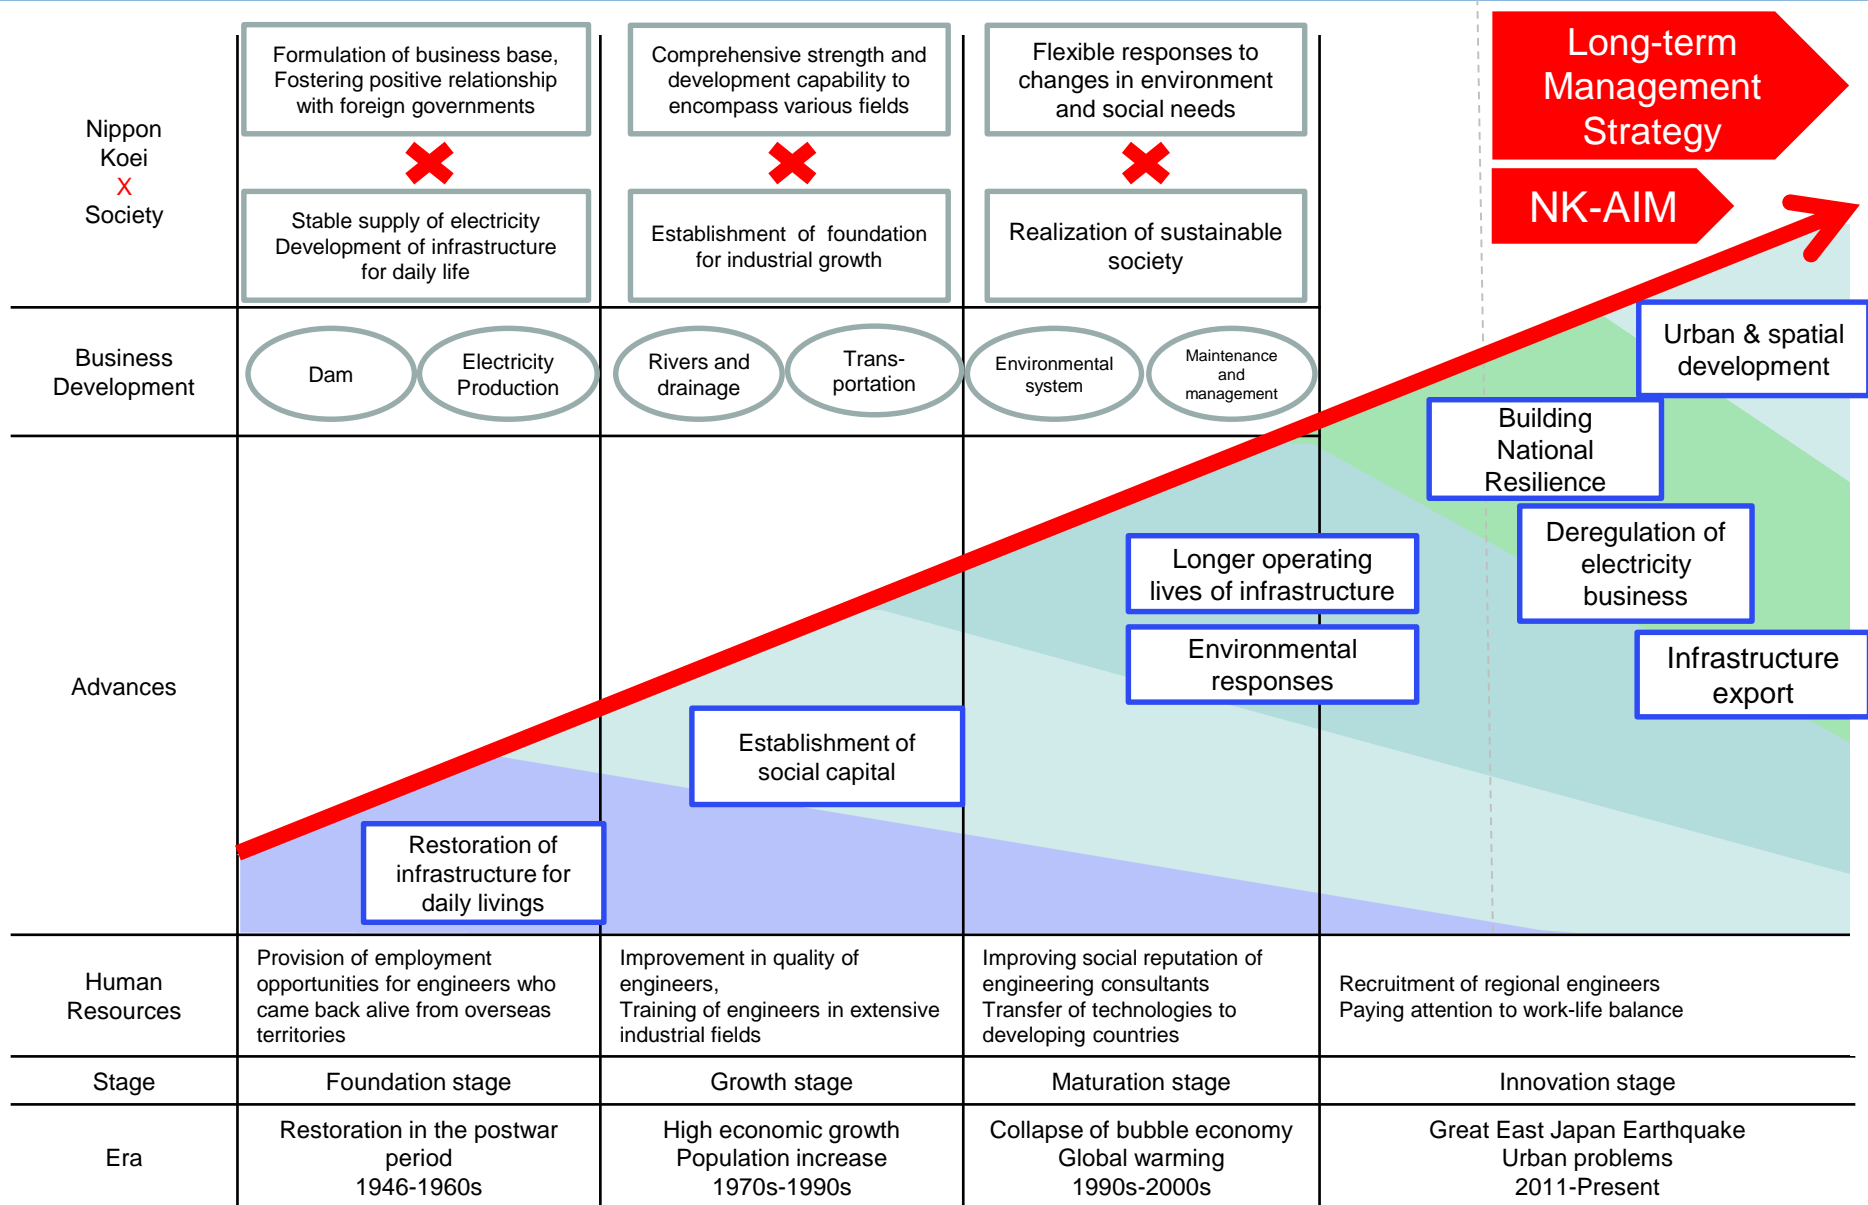 Nippon
Koei
X
Society
Formulation of business base,
Fostering positive relationship
with foreign governments
Stable supply of electricity
Development of infrastructure
for daily life
Comprehensive strength and
development capability to
encompass various fields
Establishment of foundation
for industrial growth
Flexible responses to
changes in environment
and social needs
Realization of sustainable
society
Long-term
Management
Strategy
NK-AIM
Business
Development
Dam
Electricity
Production
Rivers and
drainage
Trans-
portation
Environmental
system
Maintenance
and
management
Advances
Restoration of
infrastructure for
daily livings
Establishment of
social capital
Longer operating
lives of infrastructure
Environmental
responses
Building
National
Resilience
Urban & spatial
development
Deregulation of
electricity
business
Infrastructure
export
Human
Resources
Provision of employment
opportunities for engineers who
came back alive from overseas
territories
Improvement in quality of
engineers,
Training of engineers in extensive
industrial fields
Improving social reputation of
engineering consultants
Transfer of technologies to
developing countries
Recruitment of regional engineers
Paying attention to work-life balance
Stage
Foundation stage
Growth stage
Maturation stage
Innovation stage
Era
Restoration in the postwar
period
1946-1960s
High economic growth
Population increase
1970s-1990s
Collapse of bubble economy
Global warming
1990s-2000s
Great East Japan Earthquake
Urban problems
2011-Present